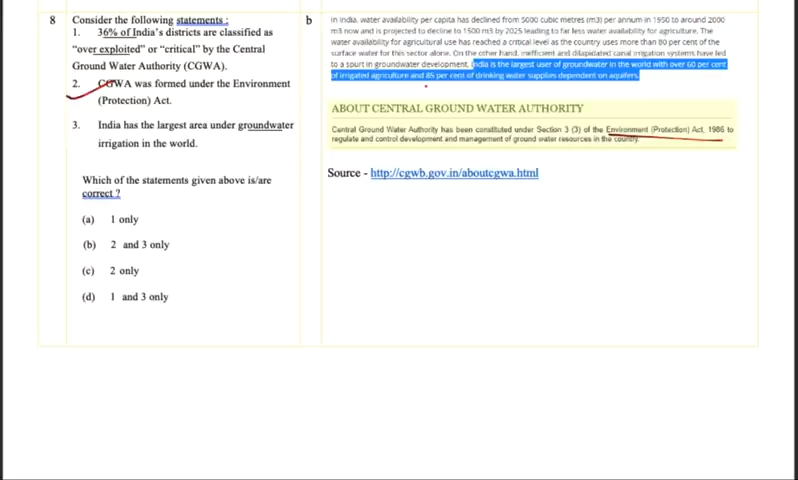 8
Consider the following statements :
1. 36% of India's districts are classified as
"over exploited" or "critical" by the Central
Ground Water Authority (CGWA).
2. CGWA was formed under the Environment
(Protection) Act.
3. India has the largest area under groundwater
irrigation in the world.
Which of the statements given above is/are
correct ?
(a) 1 only
(b) 2 and 3 only
(c) 2 only
(d) 1 and 3 only
b
In India, water availability per capita has declined from 5000 cubic metres (m3) per annum in 1950 to around 2000
m3 now and is projected to decline to 1500 m3 by 2025 leading to far less water availability for agriculture. The
water availability for agricultural use has reached a critical level as the country uses more than 80 per cent of the
surface water for this sector alone. On the other hand, inefficient and dilapidated canal irrigation systems have led
to a spurt in groundwater development. India is the largest user of groundwater in the world with over 60 per cent
of irrigated agriculture and 85 per cent of drinking water supplies dependent on aquifers.
ABOUT CENTRAL GROUND WATER AUTHORITY
Central Ground Water Authority has been constituted under Section 3 (3) of the Environment (Protection) Act, 1986 to
regulate and control development and management of ground water resources in the country.
Source - http://cgwb.gov.in/aboutcgwa.html